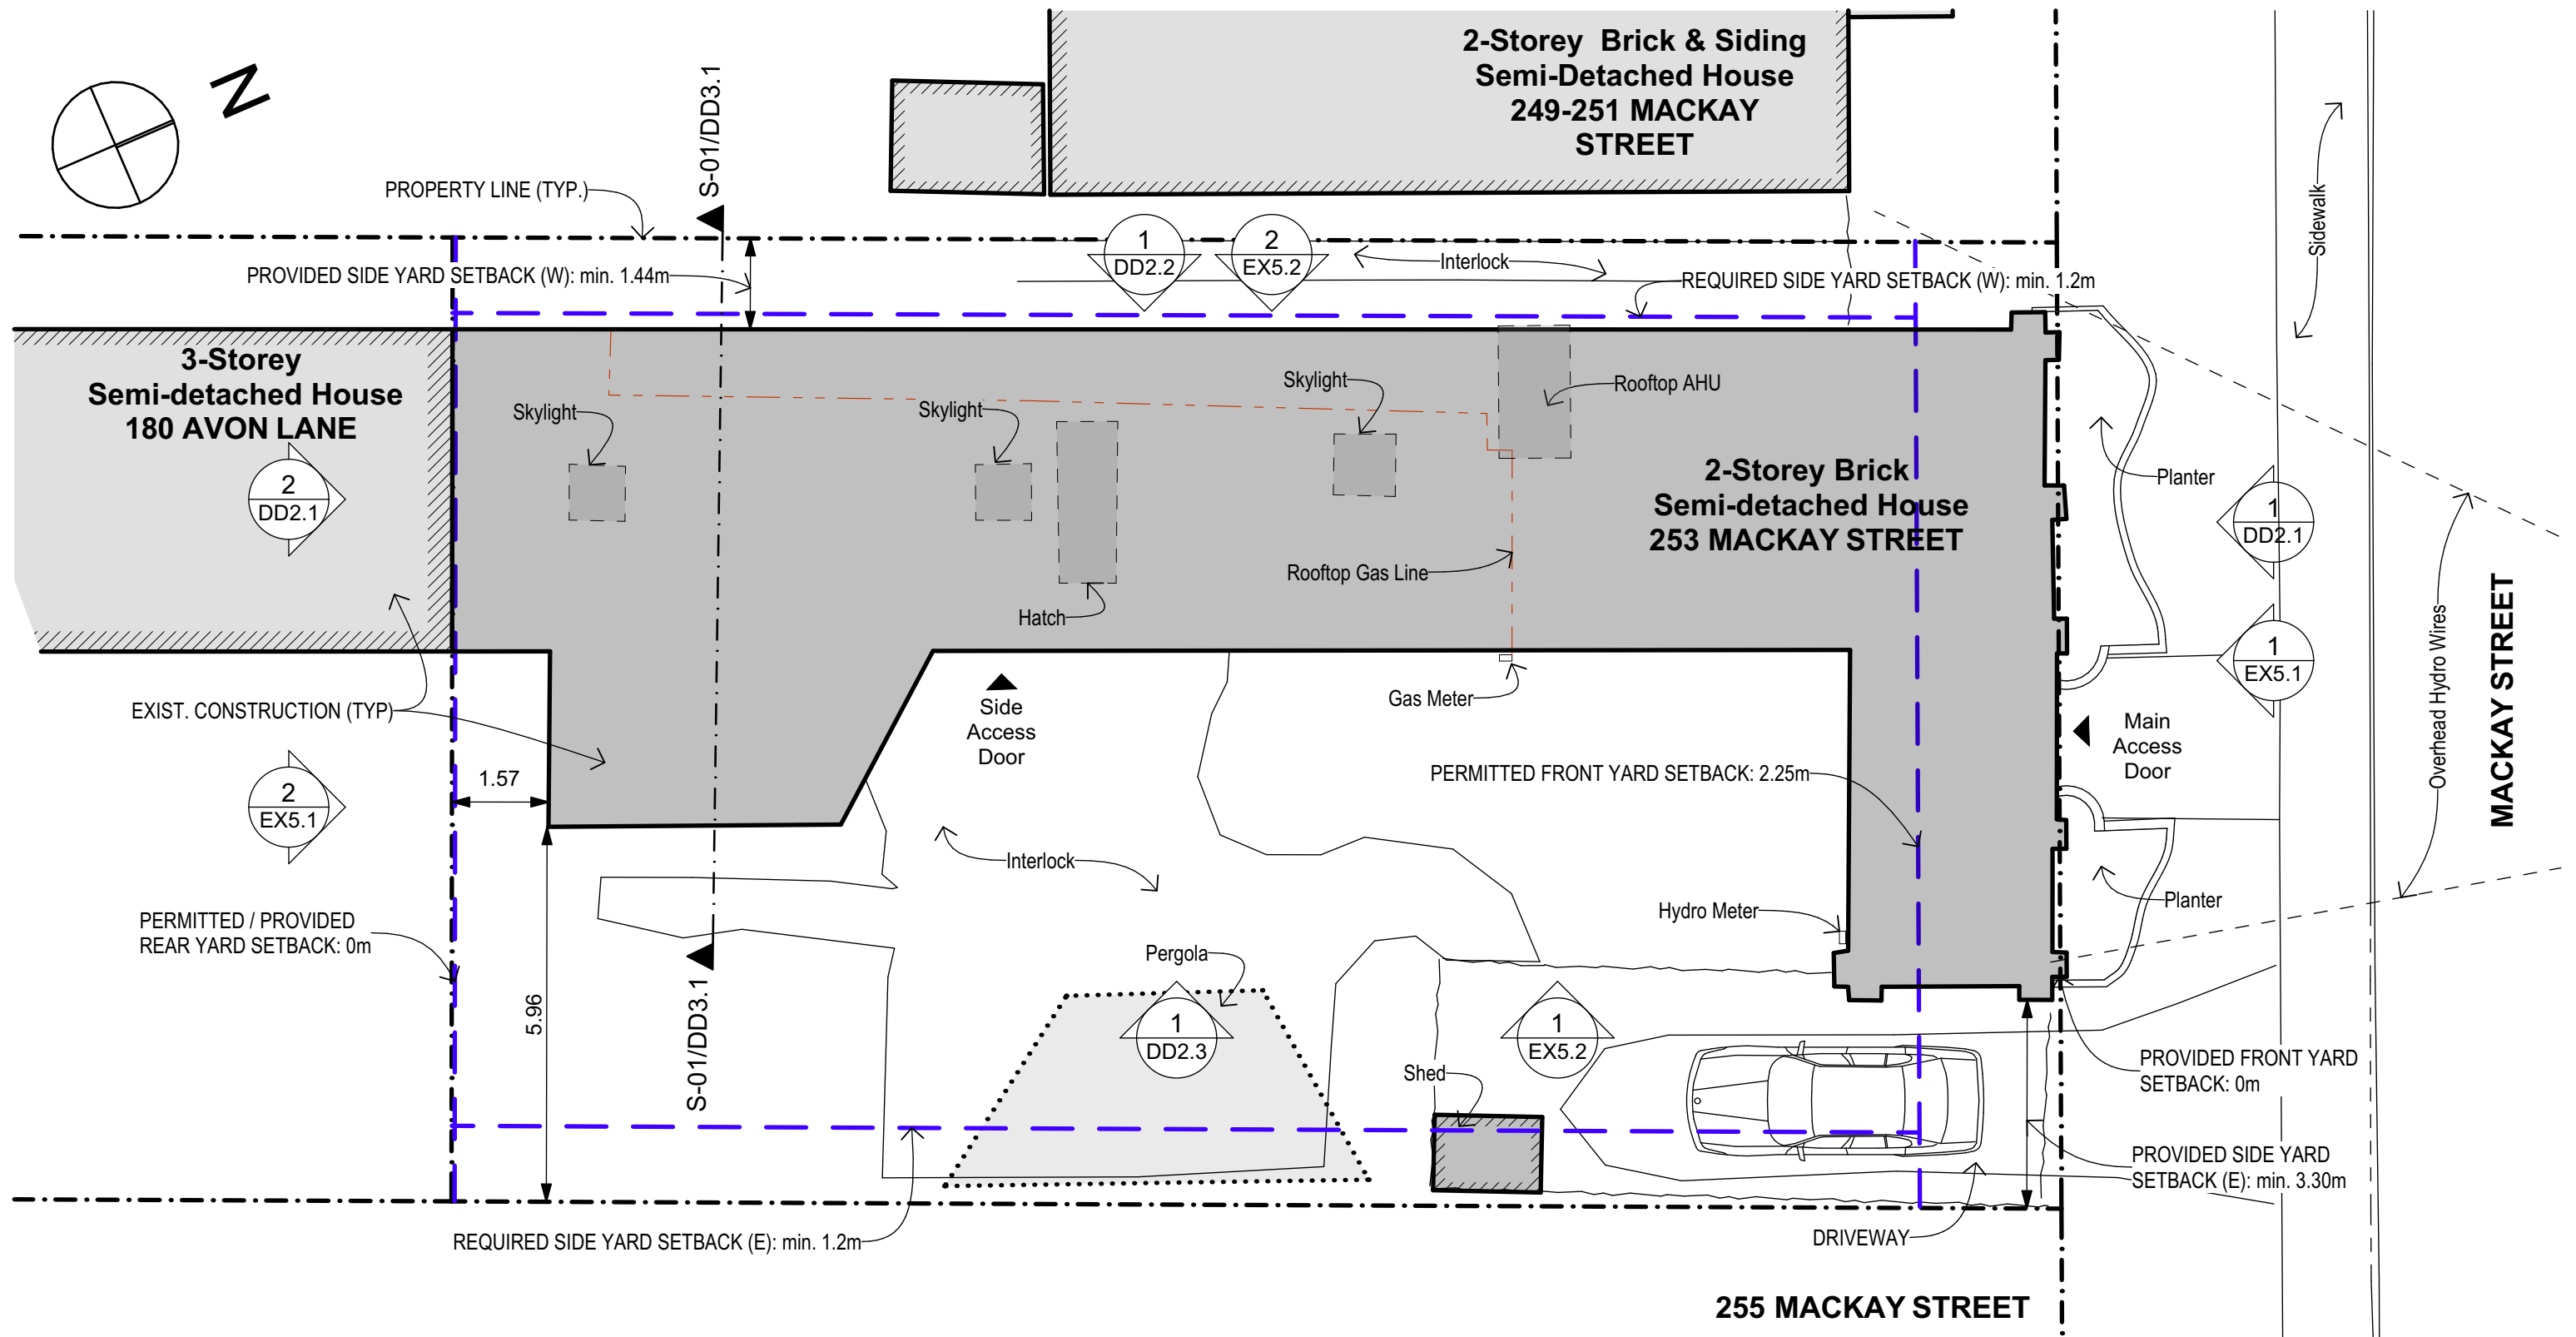 2-Storey Brick & Siding
Semi-Detached House
249-251 MACKAY
STREET
N
S-01/DD3.1
PROPERTY LINE (TYP.)
Sidewalk
1
DD2.2
2
EX5.2
Interlock
PROVIDED SIDE YARD SETBACK (W): min. 1.44m
REQUIRED SIDE YARD SETBACK (W): min. 1.2m
3-Storey
Semi-detached House
180 AVON LANE
Skylight
Skylight
Skylight
Rooftop AHU
2-Storey Brick
Semi-detached House
253 MACKAY STREET
Planter
2
DD2.1
1
DD2.1
Rooftop Gas Line
Hatch
Overhead Hydro Wires
MACKAY STREET
1
EX5.1
Gas Meter
Side
Access
Door
EXIST. CONSTRUCTION (TYP)
Main
Access
Door
1.57
PERMITTED FRONT YARD SETBACK: 2.25m
2
EX5.1
Interlock
Planter
Hydro Meter
PERMITTED / PROVIDED
REAR YARD SETBACK: 0m
Pergola
5.96
S-01/DD3.1
1
DD2.3
1
EX5.2
Shed
PROVIDED FRONT YARD
SETBACK: 0m
PROVIDED SIDE YARD
SETBACK (E): min. 3.30m
REQUIRED SIDE YARD SETBACK (E): min. 1.2m
DRIVEWAY
255 MACKAY STREET